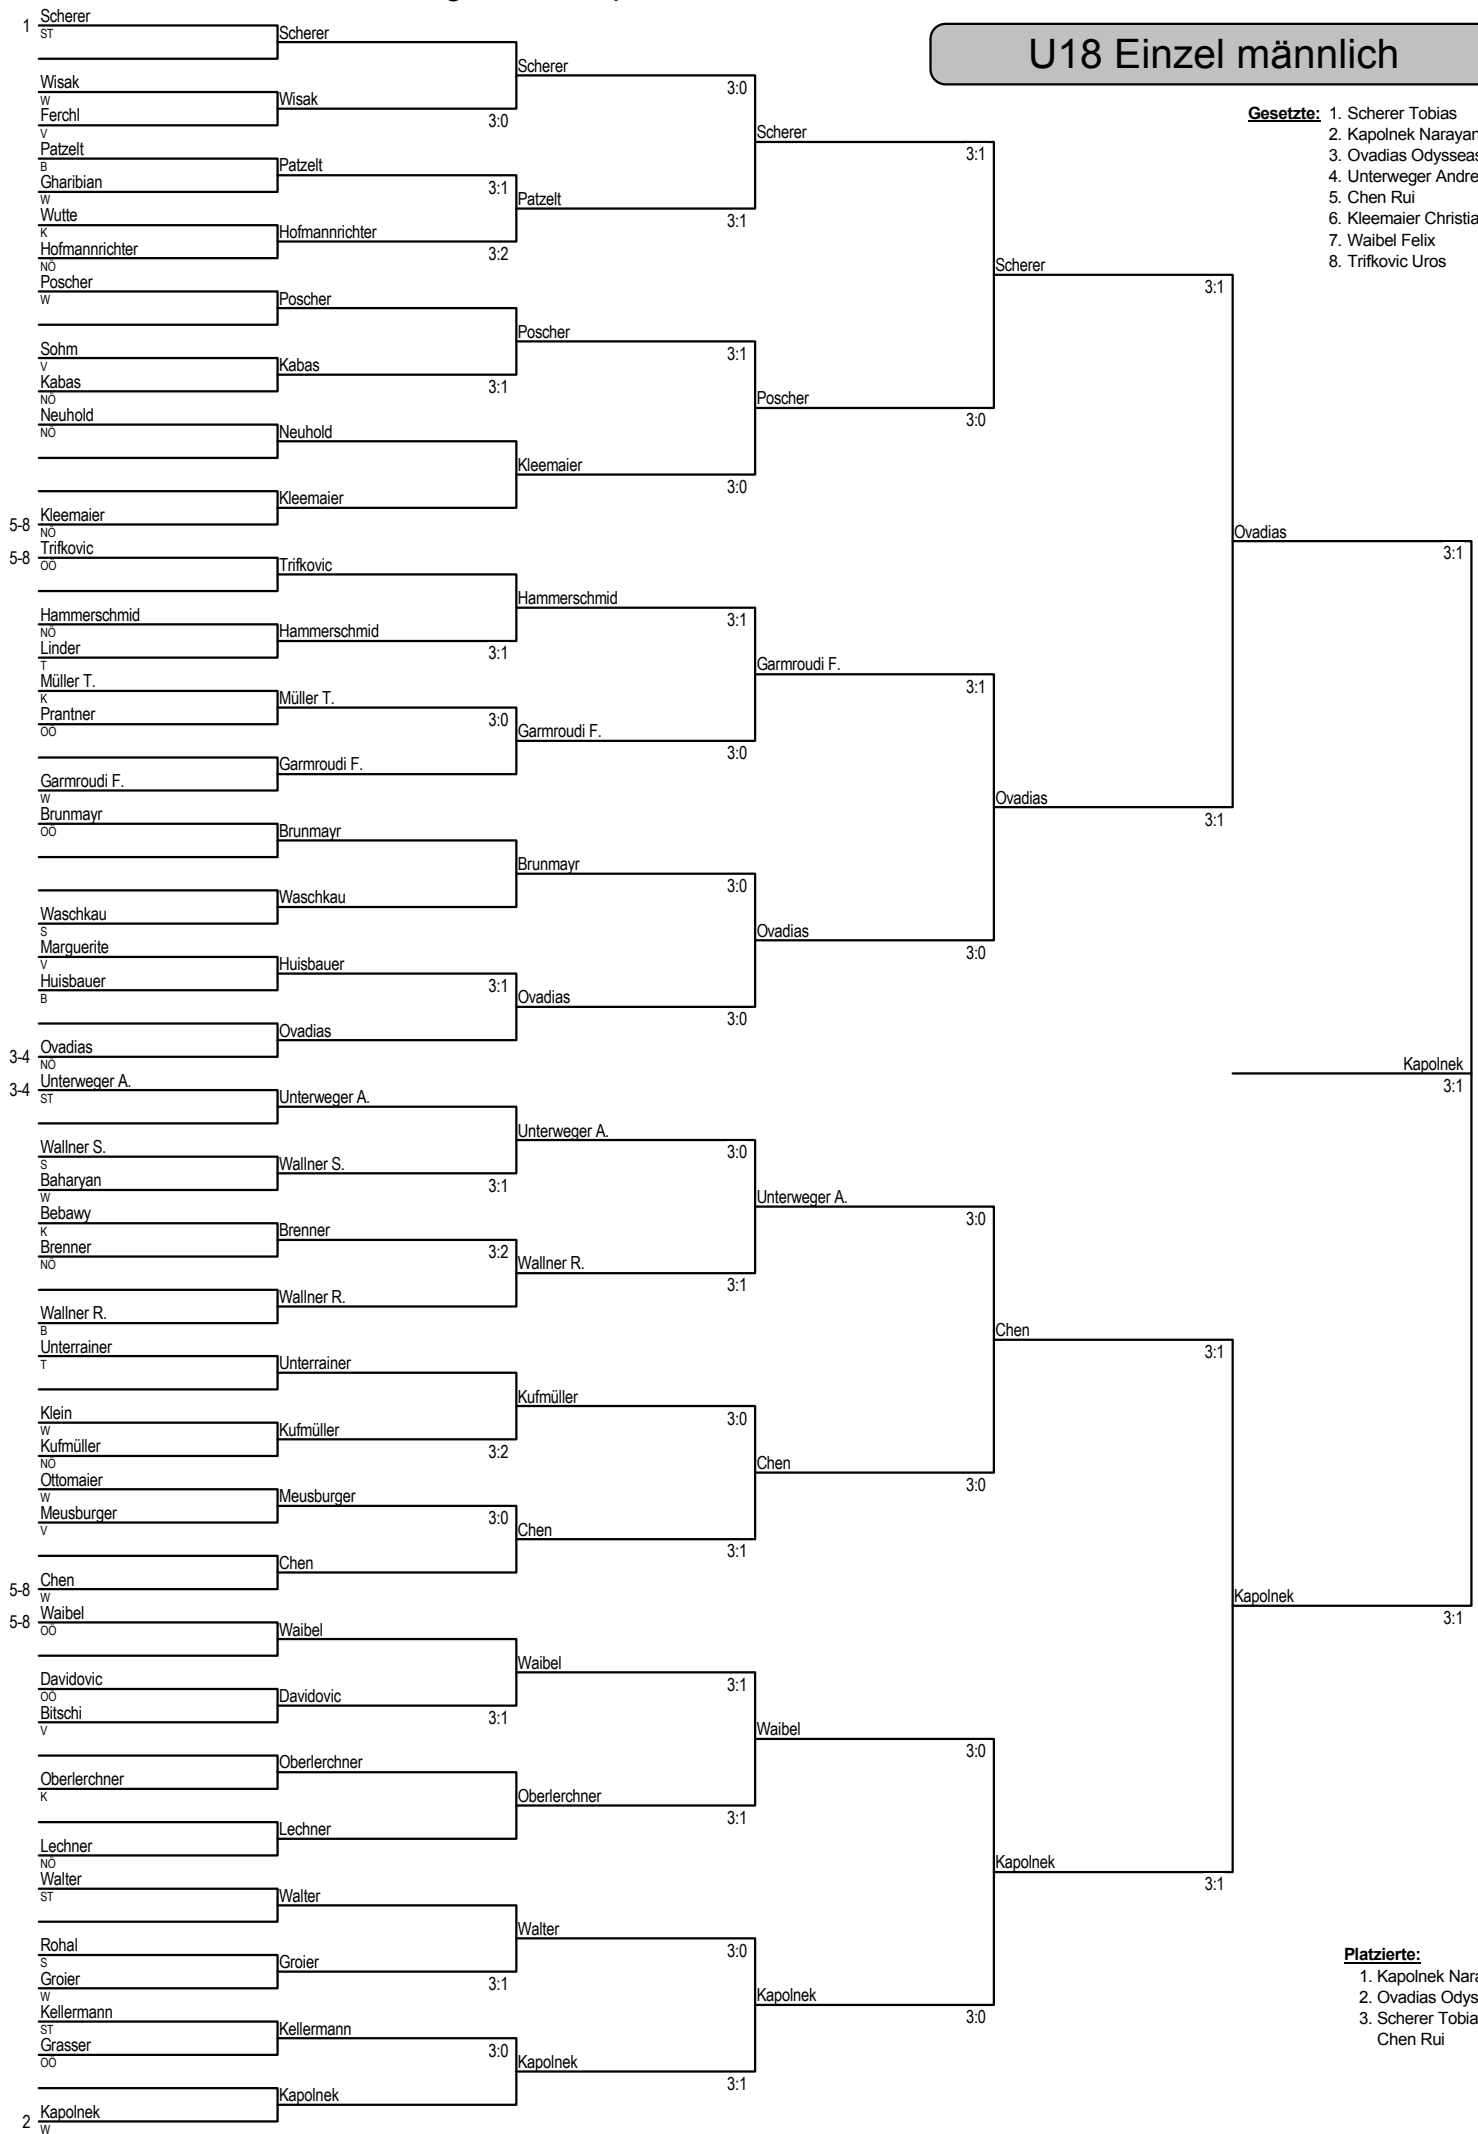 U18 Einzel männlich
Gesetzte: 1. Scherer Tobias
2. Kapolnek Narayan
3. Ovadias Odysseas
4. Unterweger Andre
5. Chen Rui
6. Kleemaier Christia
7. Waibel Felix
8. Trifkovic Uros
1 Scherer
ST
Wisak
W
Ferchl
V
Patzelt
B
Gharibian
W
Wutte
K
Hofmannrichter
NÖ
Poscher
W
Sohm
V
Kabas
NÖ
Neuhold
NÖ
5-8 Kleemaier
NÖ
5-8 Trifkovic
OÖ
Hammerschmid
NÖ
Linder
T
Müller T.
K
Prantner
OÖ
Garmroudi F.
W
Brunmayr
OÖ
Waschkau
S
Marguerite
V
Huisbauer
B
3-4 Ovadias
NÖ
3-4 Unterweger A.
ST
Wallner S.
S
Baharyan
W
Bebawy
K
Brenner
NÖ
Wallner R.
B
Unterrainer
T
Klein
W
Kufmüller
NÖ
Ottomaier
W
Meusburger
V
5-8 Chen
W
5-8 Waibel
OÖ
Davidovic
OÖ
Bitschi
V
Oberlerchner
K
Lechner
NÖ
Walter
ST
Rohal
S
Groier
W
Kellermann
ST
Grasser
OÖ
2 Kapolnek
W
Scherer
Wisak
3:0
Patzelt
3:1
Hofmannrichter
3:2
Poscher
Kabas
3:1
Neuhold
Kleemaier
Trifkovic
Hammerschmid
3:1
Müller T.
3:0
Garmroudi F.
Brunmayr
Waschkau
Huisbauer
3:1
Ovadias
Unterweger A.
Wallner S.
3:1
Brenner
3:2
Wallner R.
Unterrainer
Kufmüller
3:2
Meusburger
3:0
Chen
Waibel
Davidovic
3:1
Oberlerchner
Lechner
Walter
Groier
3:1
Kellermann
3:0
Kapolnek
Scherer
3:0
Patzelt
3:1
Poscher
3:1
Kleemaier
3:0
Hammerschmid
3:1
Garmroudi F.
3:0
Brunmayr
3:0
Ovadias
3:0
Unterweger A.
3:0
Wallner R.
3:1
Kufmüller
3:0
Chen
3:1
Waibel
3:1
Oberlerchner
3:1
Walter
3:0
Kapolnek
3:1
Scherer
3:1
Poscher
3:0
Garmroudi F.
3:1
Ovadias
3:0
Unterweger A.
3:0
Chen
3:0
Waibel
3:0
Kapolnek
3:0
Scherer
3:1
Ovadias
3:1
Chen
3:1
Kapolnek
3:1
Ovadias
3:1
Kapolnek
3:1
Kapolnek
3:1
Platzierte:
1. Kapolnek Nara
2. Ovadias Odys
3. Scherer Tobia
Chen Rui